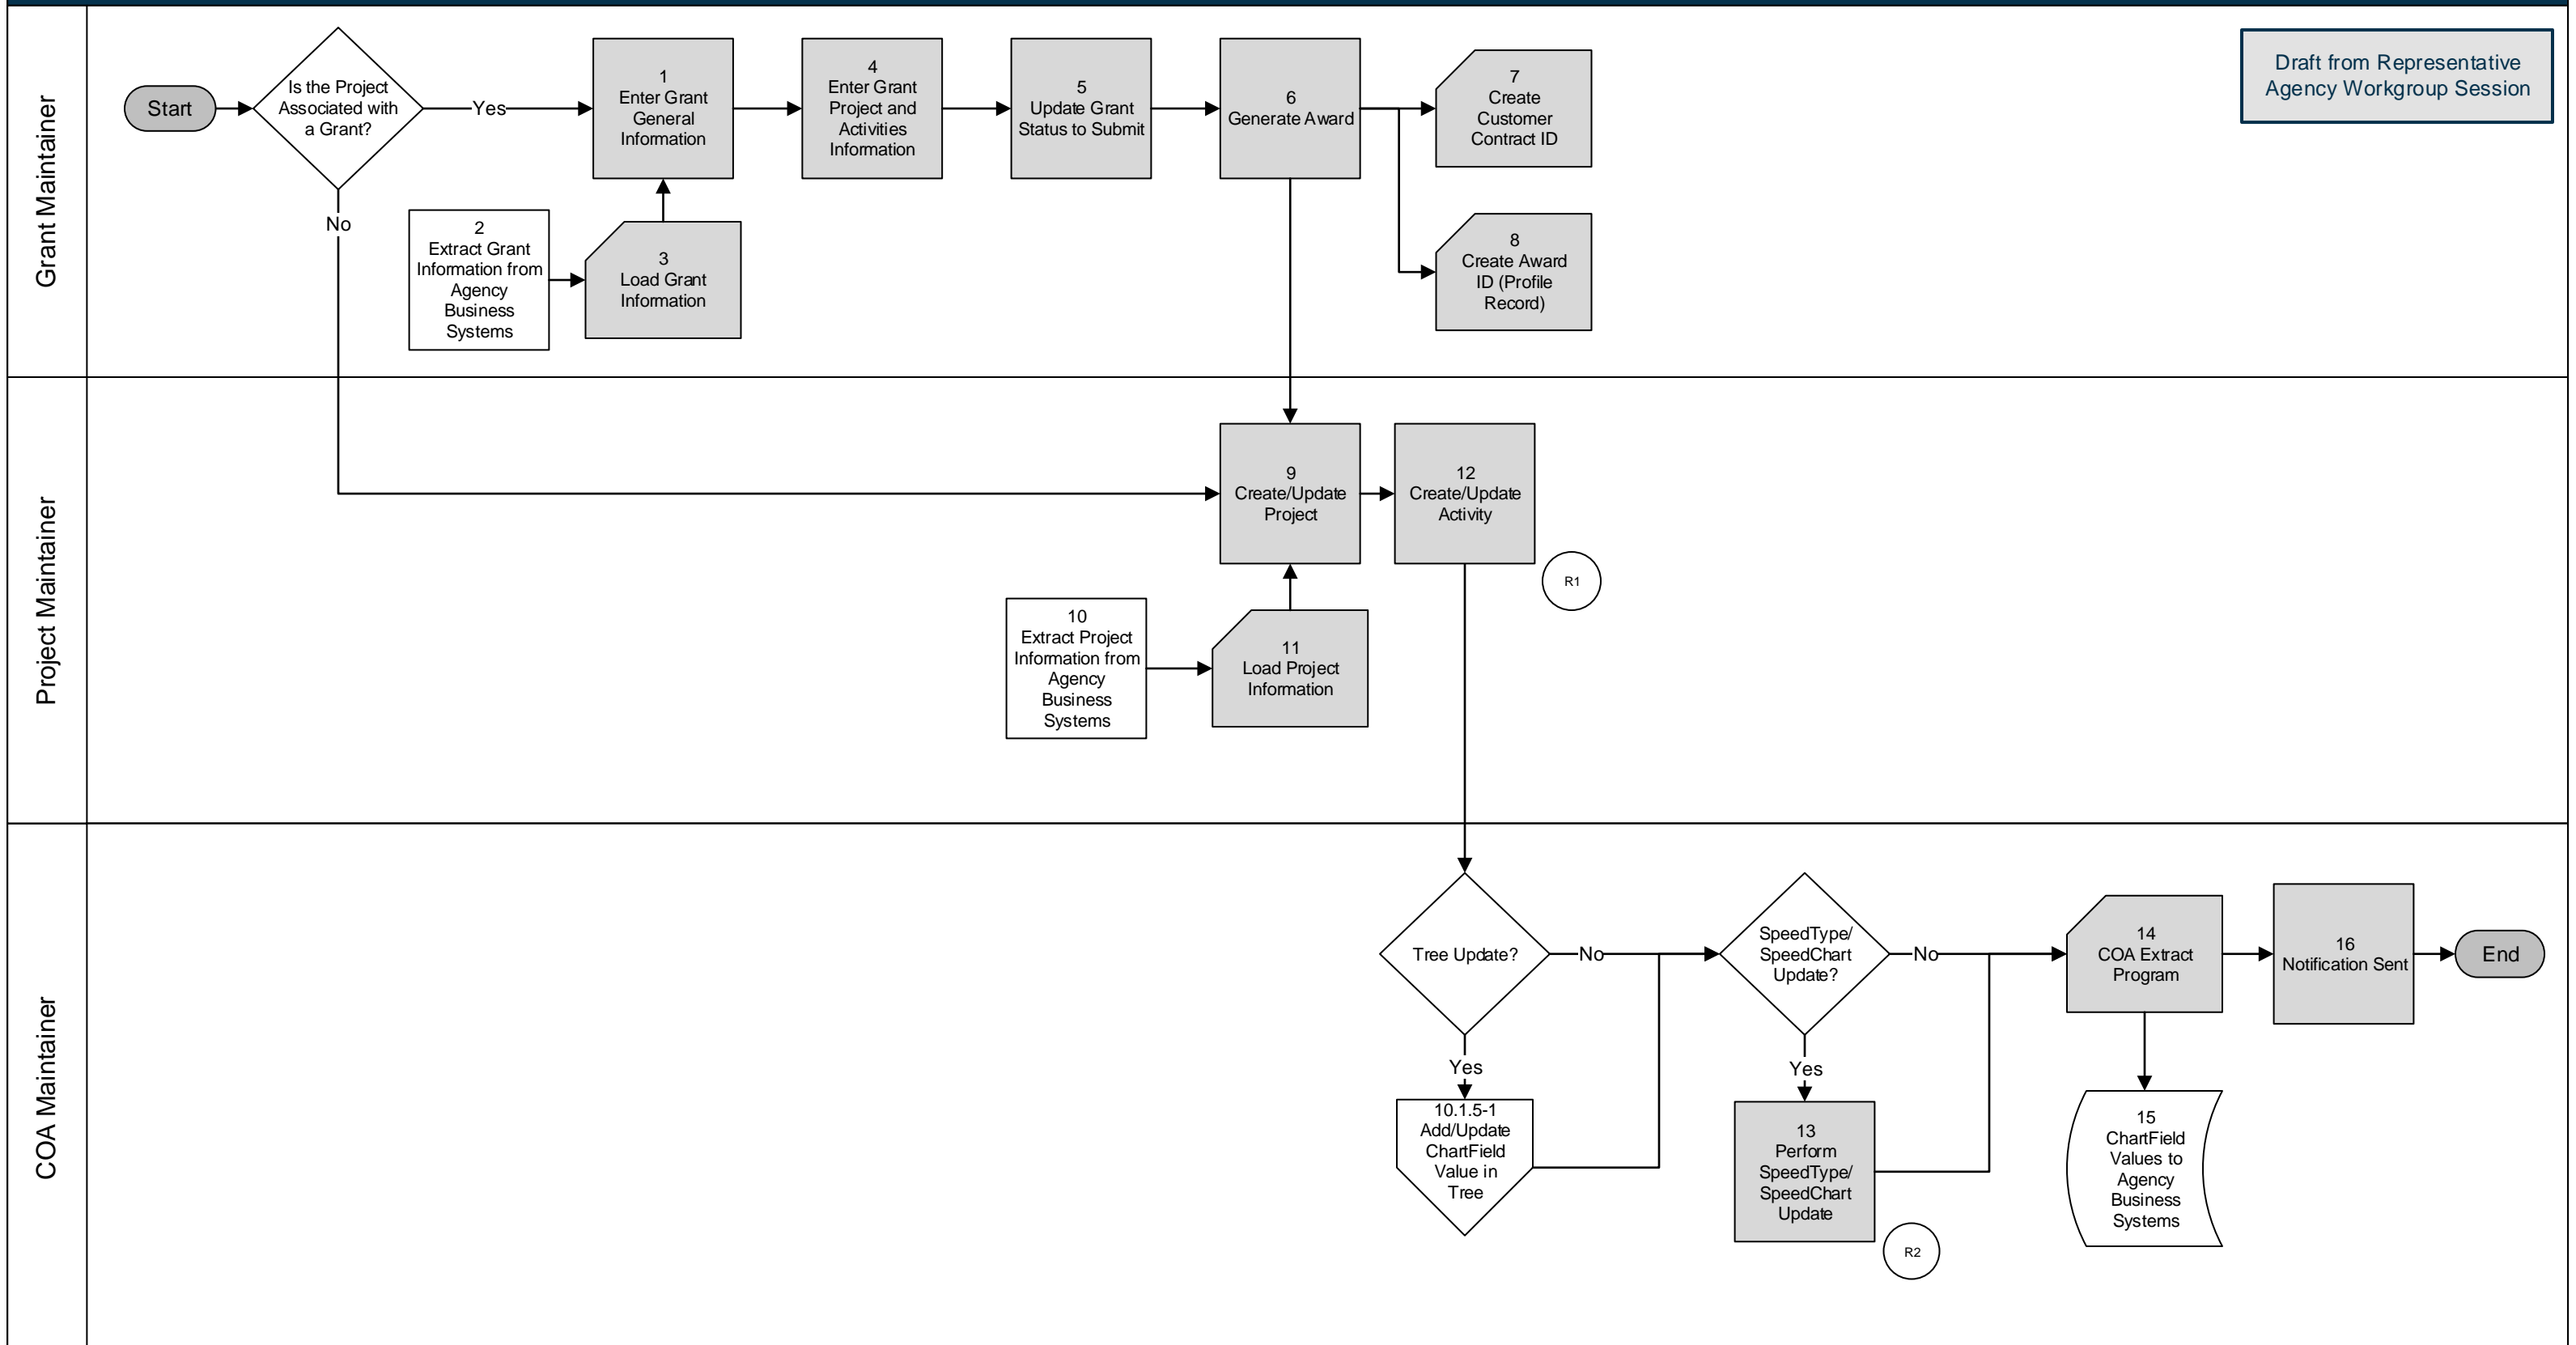 Grant Maintainer
Start
Is the Project
Associated with
a Grant?
Yes
No
1
Enter Grant
General
Information
2
Extract Grant
Information from
Agency
Business
Systems
3
Load Grant
Information
4
Enter Grant
Project and
Activities
Information
5
Update Grant
Status to Submit
6
Generate Award
7
Create
Customer
Contract ID
8
Create Award
ID (Profile
Record)
Draft from Representative
Agency Workgroup Session
Project Maintainer
9
Create/Update
Project
10
Extract Project
Information from
Agency
Business
Systems
11
Load Project
Information
12
Create/Update
Activity
R1
COA Maintainer
Tree Update?
No
Yes
10.1.5-1
Add/Update
ChartField
Value in
Tree
SpeedType/
SpeedChart
Update?
No
Yes
13
Perform
SpeedType/
SpeedChart
Update
R2
14
COA Extract
Program
15
ChartField
Values to
Agency
Business
Systems
16
Notification Sent
End